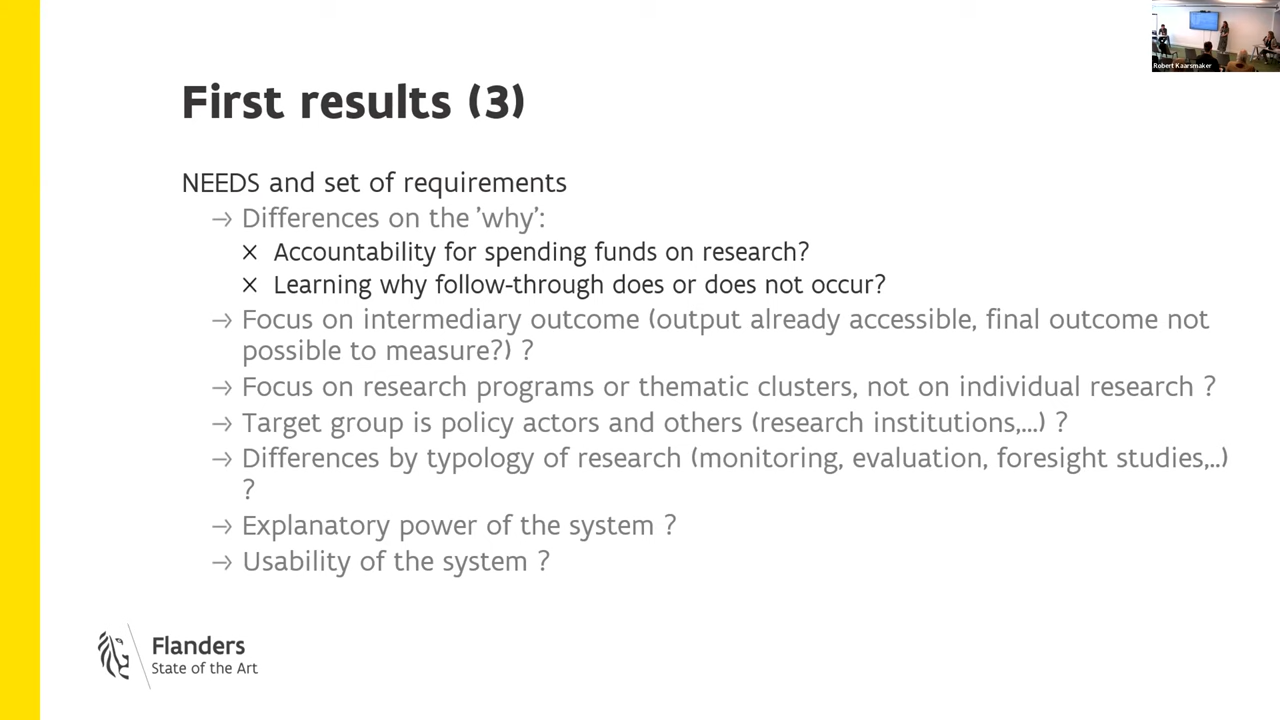 Robert Kaarsmaker
First results (3)
NEEDS and set of requirements
→ Differences on the 'why':
× Accountability for spending funds on research?
× Learning why follow-through does or does not occur?
→ Focus on intermediary outcome (output already accessible, final outcome not
possible to measure?) ?
→ Focus on research programs or thematic clusters, not on individual research ?
→ Target group is policy actors and others (research institutions,...) ?
→ Differences by typology of research (monitoring, evaluation, foresight studies,..)
?
→ Explanatory power of the system ?
→ Usability of the system ?
Flanders
State of the Art